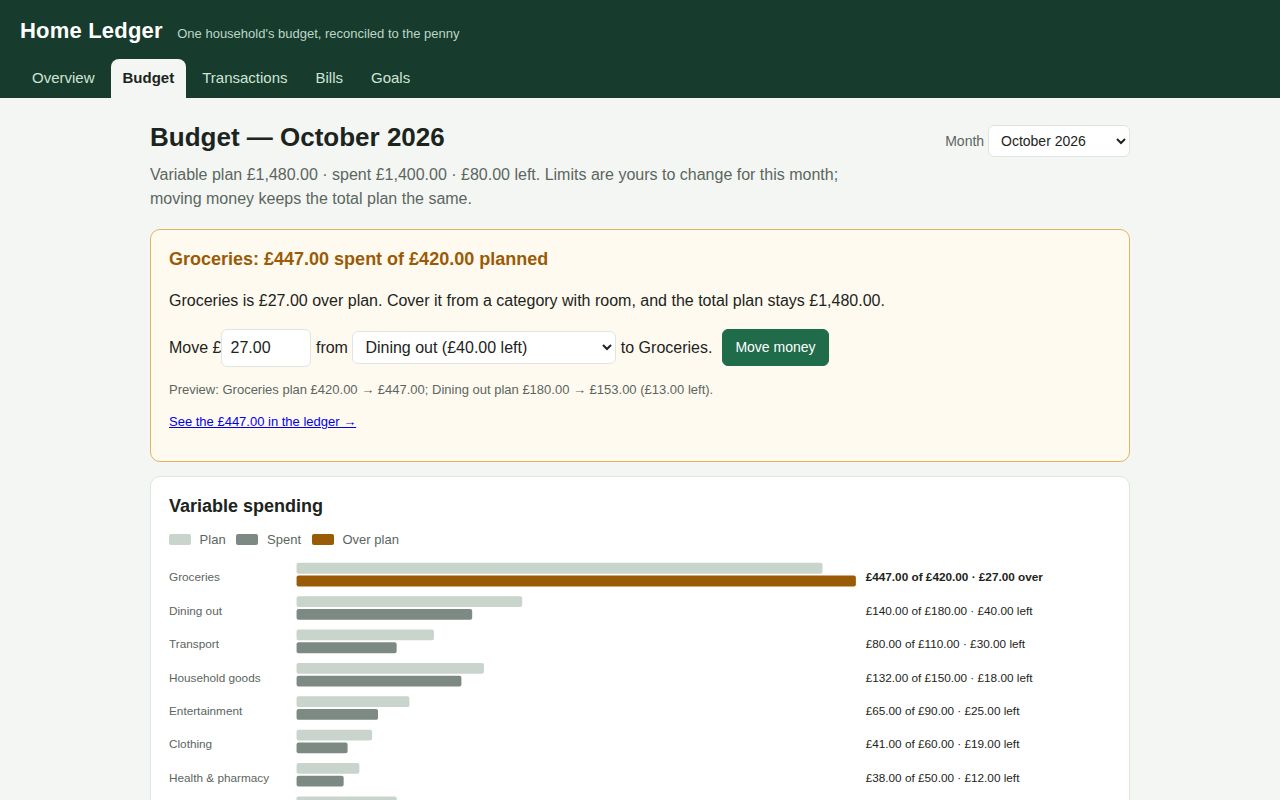 Home Ledger One household's budget, reconciled to the penny
Overview Budget Transactions Bills Goals
Budget — October 2026
Month October 2026
Variable plan £1,480.00 · spent £1,400.00 · £80.00 left. Limits are yours to change for this month;
moving money keeps the total plan the same.
Groceries: £447.00 spent of £420.00 planned
Groceries is £27.00 over plan. Cover it from a category with room, and the total plan stays £1,480.00.
Move £ 27.00 from Dining out (£40.00 left) to Groceries. Move money
Preview: Groceries plan £420.00 → £447.00; Dining out plan £180.00 → £153.00 (£13.00 left).
See the £447.00 in the ledger →
Variable spending
Plan Spent Over plan
Groceries £447.00 of £420.00 · £27.00 over
Dining out £140.00 of £180.00 · £40.00 left
Transport £80.00 of £110.00 · £30.00 left
Household goods £132.00 of £150.00 · £18.00 left
Entertainment £65.00 of £90.00 · £25.00 left
Clothing £41.00 of £60.00 · £19.00 left
Health & pharmacy £38.00 of £50.00 · £12.00 left